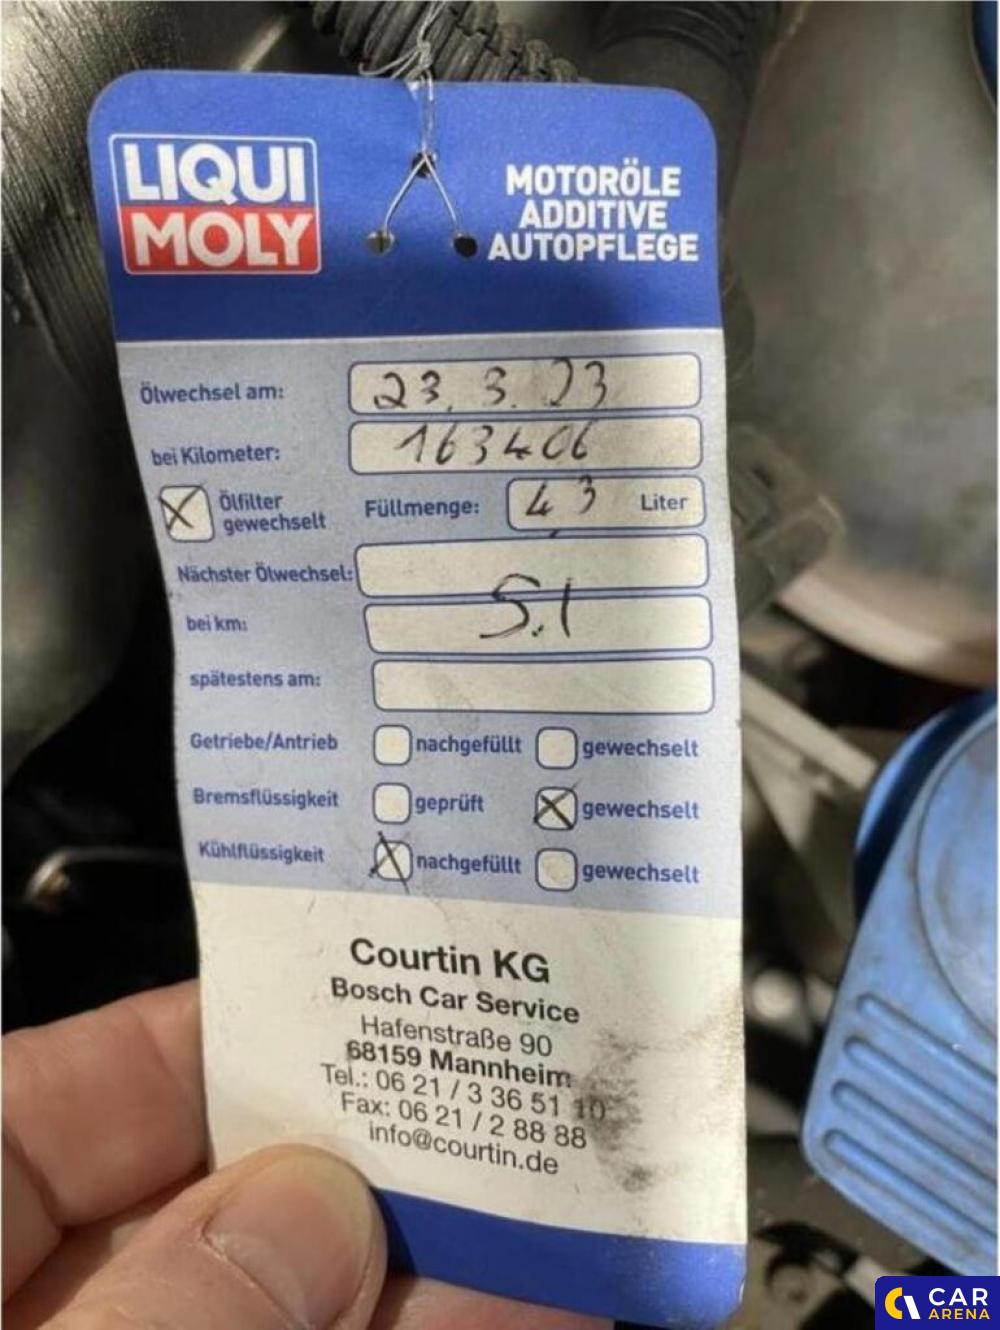 LIQUI
MOLY
MOTORÖLE
ADDITIVE
AUTOPFLEGE
Ölwechsel am: 23. 3. 23
bei Kilometer: 163406
Ölfilter
gewechselt
Füllmenge: 4,3 Liter
Nächster Ölwechsel:
S.I
bei km:
spätestens am:
Getriebe/Antrieb nachgefüllt gewechselt
Bremsflüssigkeit geprüft gewechselt
Kühlflüssigkeit nachgefüllt gewechselt
Courtin KG
Bosch Car Service
Hafenstraße 90
68159 Mannheim
Tel.: 06 21 / 3 36 51 10
Fax: 06 21 / 2 88 88
info@courtin.de
CAR
ARENA